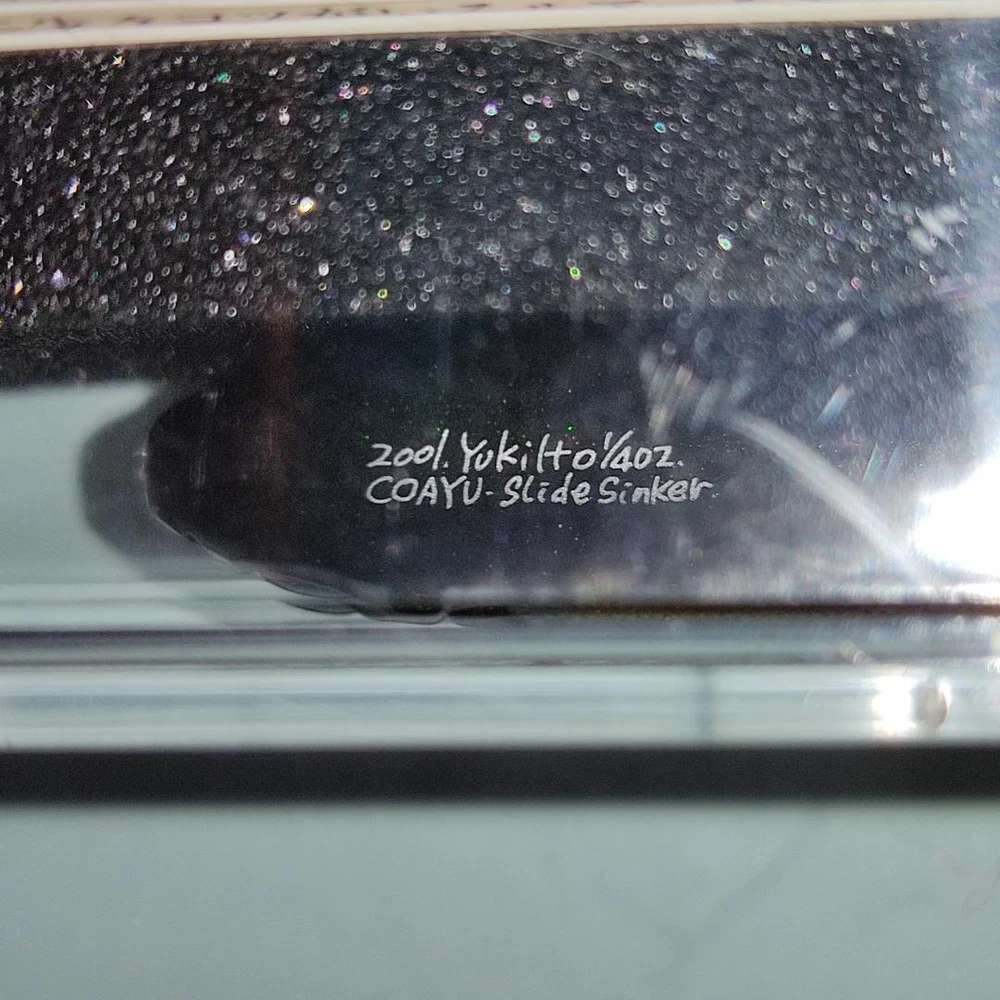 2001. Yuki Ito 1/4oz.
COAYU-Slide Sinker